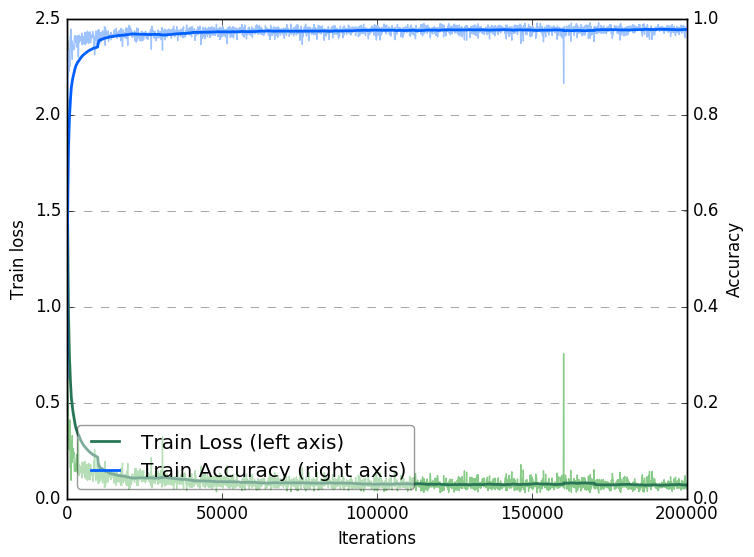 2.5
2.0
1.5
1.0
0.5
0.0
Train loss
1.0
0.8
0.6
0.4
0.2
0.0
Accuracy
Train Loss (left axis)
Train Accuracy (right axis)
0 50000 100000 150000 200000
Iterations